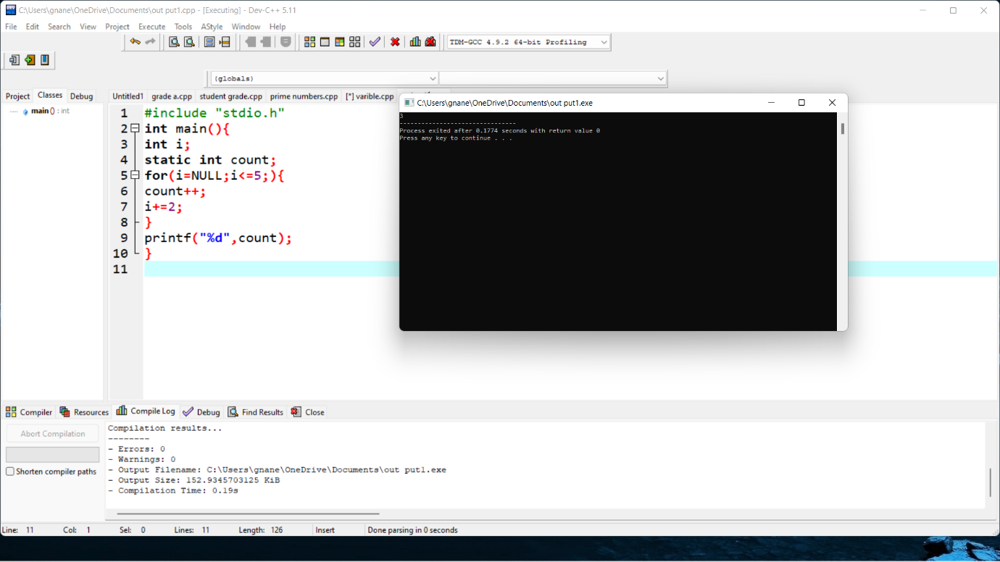 C:\Users\gnane\OneDrive\Documents\out put1.cpp - [Executing] - Dev-C++ 5.11
File Edit Search View Project Execute Tools AStyle Window Help
TDM-GCC 4.9.2 64-bit Profiling
(globals)
Project Classes Debug
main() : int
Untitled1 grade a.cpp student grade.cpp prime numbers.cpp [*] varible.cpp
1 #include "stdio.h"
2 int main(){
3 int i;
4 static int count;
5 for(i=NULL;i<=5;){
6 count++;
7 i+=2;
8 }
9 printf("%d",count);
10 }
11
C:\Users\gnane\OneDrive\Documents\out put1.exe
3
--------------------------------
Process exited after 0.1774 seconds with return value 0
Press any key to continue . . .
Compiler Resources Compile Log Debug Find Results Close
Abort Compilation
Shorten compiler paths
Compilation results...
--------
- Errors: 0
- Warnings: 0
- Output Filename: C:\Users\gnane\OneDrive\Documents\out put1.exe
- Output Size: 152.9345703125 KiB
- Compilation Time: 0.19s
Line: 11 Col: 1 Sel: 0 Lines: 11 Length: 126 Insert Done parsing in 0 seconds